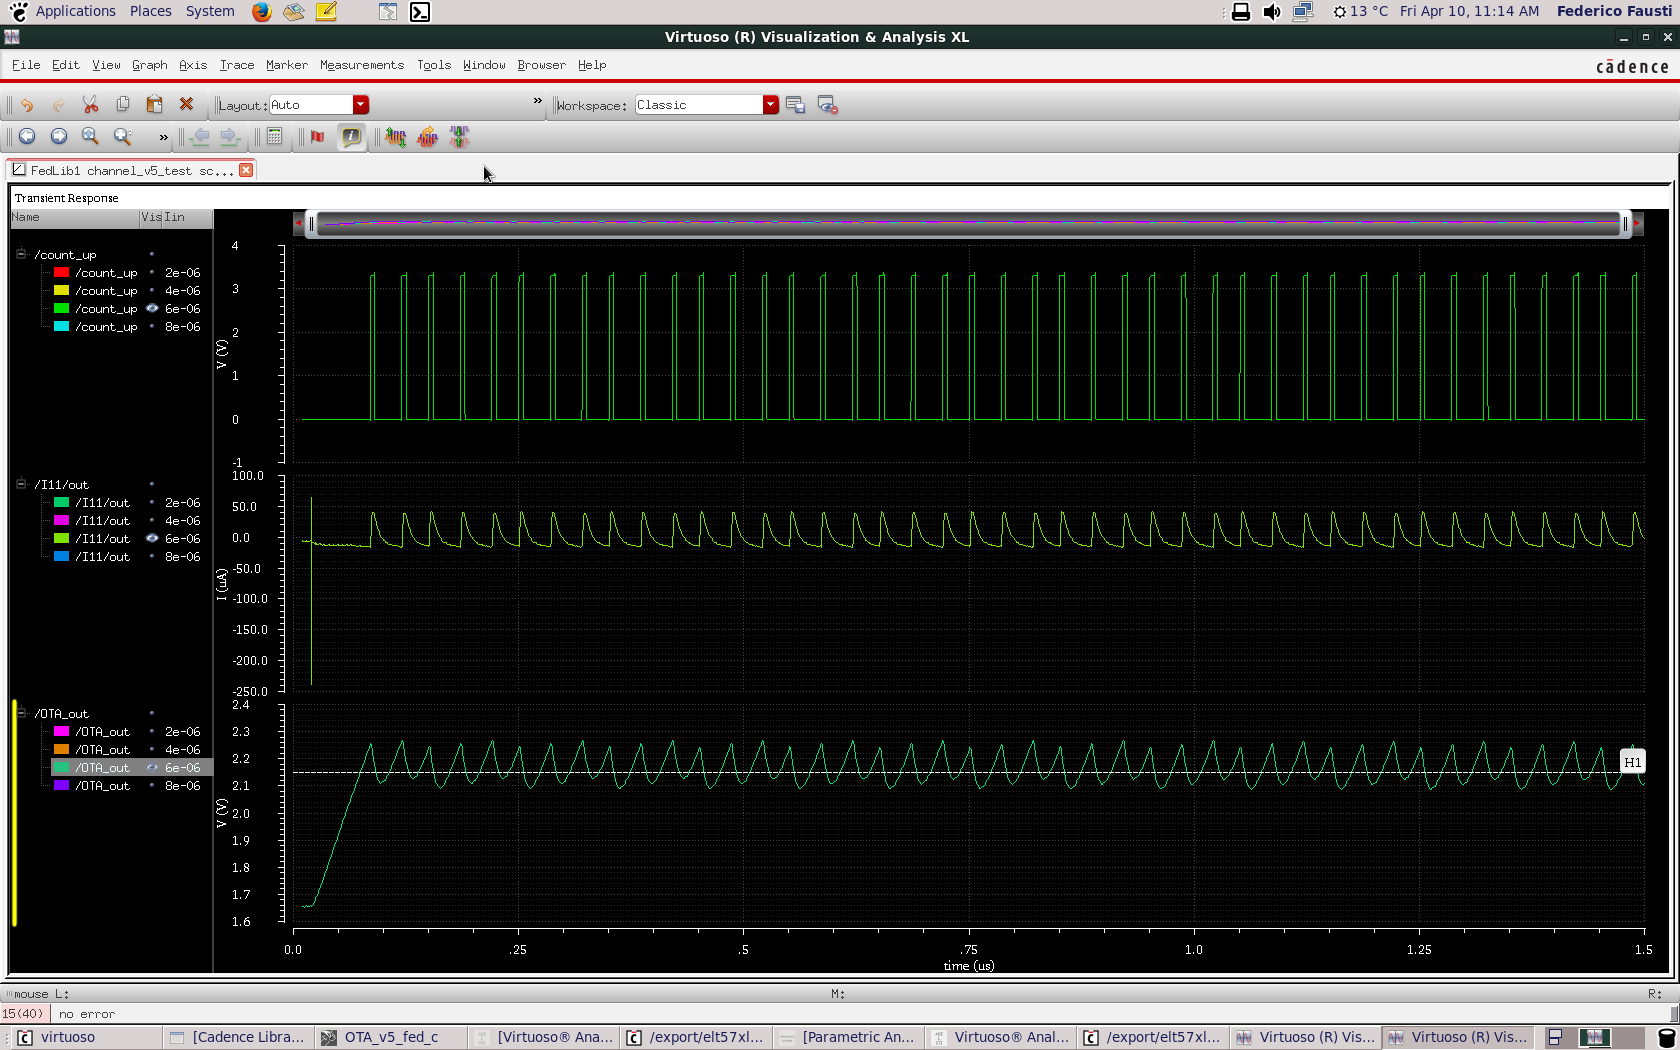 Applications Places System 13 °C Fri Apr 10, 11:14 AM Federico Fausti
Virtuoso (R) Visualization & Analysis XL
File Edit View Graph Axis Trace Marker Measurements Tools Window Browser Help cādence
Layout: Auto » Workspace: Classic
»
FedLib1 channel_v5_test sc...
Transient Response
Name Vis Iin
/count_up
/count_up 2e-06
/count_up 4e-06
/count_up 6e-06
/count_up 8e-06
4
3
2
1
0
-1
V (V)
/I11/out
/I11/out 2e-06
/I11/out 4e-06
/I11/out 6e-06
/I11/out 8e-06
100.0
50.0
0.0
-50.0
-100.0
-150.0
-200.0
-250.0
I (uA)
/OTA_out
/OTA_out 2e-06
/OTA_out 4e-06
/OTA_out 6e-06
/OTA_out 8e-06
2.4
2.3
2.2
2.1
2.0
1.9
1.8
1.7
1.6
V (V)
H1
0.0 .25 .5 .75 1.0 1.25 1.5
time (us)
mouse L: M: R:
15(40) no error
virtuoso [Cadence Libra... OTA_v5_fed_c [Virtuoso® Ana... /export/elt57xl... [Parametric An... Virtuoso® Anal... /export/elt57xl... Virtuoso (R) Vis... Virtuoso (R) Vis...